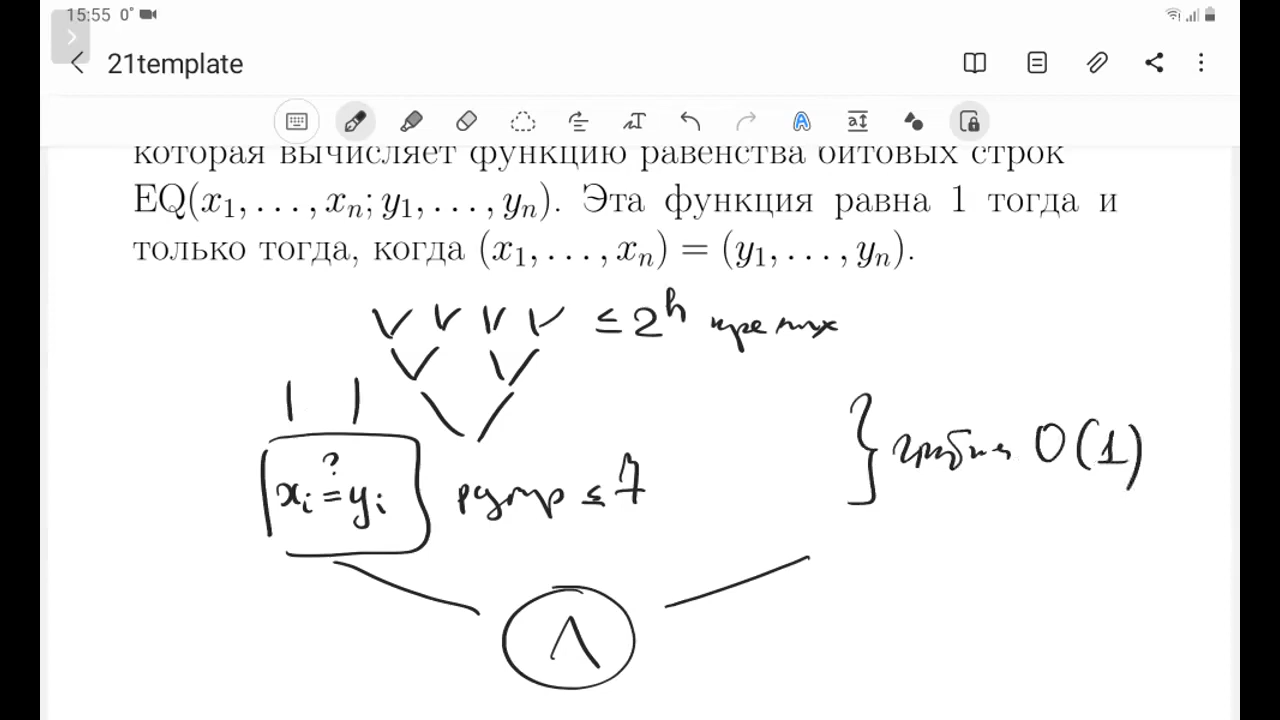 15:55 0°
21template
которая вычисляет функцию равенства битовых строк
EQ(x₁, . . . , xₙ; y₁, . . . , yₙ). Эта функция равна 1 тогда и
только тогда, когда (x₁, . . . , xₙ) = (y₁, . . . , yₙ).
≤ 2ʰ
? xᵢ = yᵢ
≤ 7
O(1)
∧